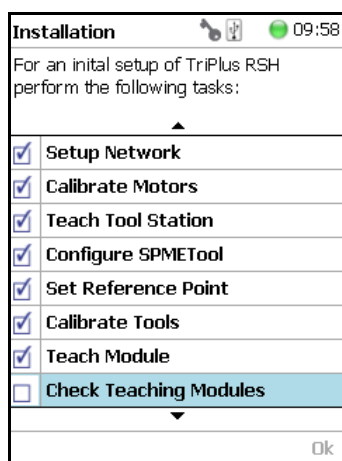 Installation 09:58
For an inital setup of TriPlus RSH
perform the following tasks:
Setup Network
Calibrate Motors
Teach Tool Station
Configure SPMETool
Set Reference Point
Calibrate Tools
Teach Module
Check Teaching Modules
Ok